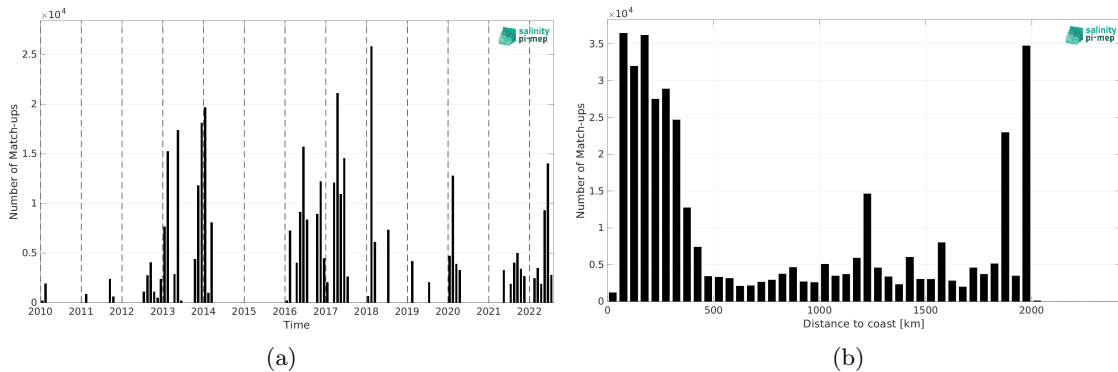 ×10⁴
2.5
2
1.5
1
0.5
0
2010 2011 2012 2013 2014 2015 2016 2017 2018 2019 2020 2021 2022
Number of Match-ups
Time
salinity
pi-mep
(a)
×10⁴
3.5
3
2.5
2
1.5
1
0.5
0
0 500 1000 1500 2000
Number of Match-ups
Distance to coast [km]
salinity
pi-mep
(b)